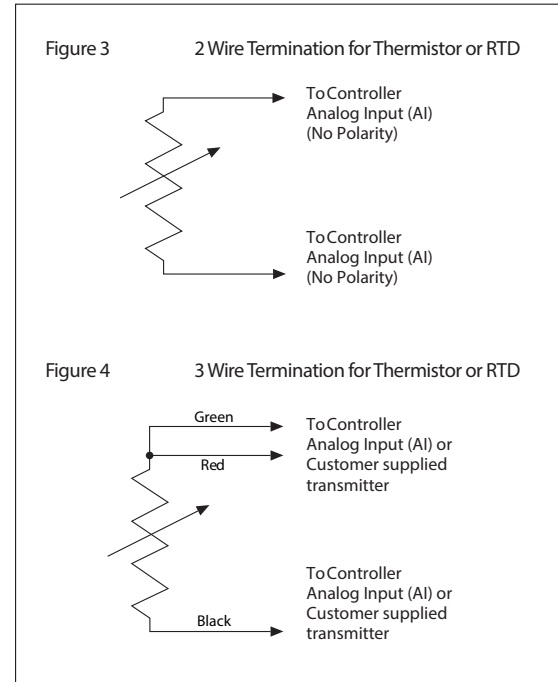 Figure 3 2 Wire Termination for Thermistor or RTD
To Controller
Analog Input (AI)
(No Polarity)
To Controller
Analog Input (AI)
(No Polarity)
Figure 4 3 Wire Termination for Thermistor or RTD
Green
Red
To Controller
Analog Input (AI) or
Customer supplied
transmitter
To Controller
Analog Input (AI) or
Customer supplied
transmitter
Black